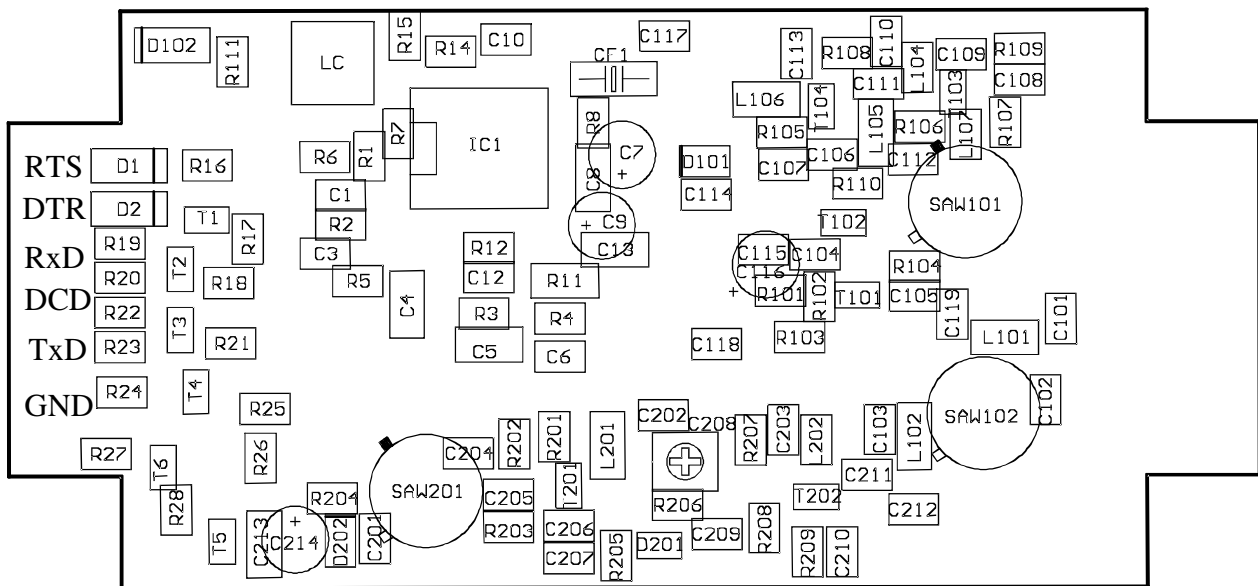 D102
R111
LC
R15
R14
C10
C117
CF1
C113
R108
C110
L104
C109
R109
C108
C111
T103
L106
T104
L105
R106
L107
R107
R105
R7
R8
IC1
C7
+
RTS
D1
R16
R6
R1
C8
D101
C107
C106
C112
C114
R110
C1
DTR
D2
T1
R2
R17
C9
+
T102
SAW101
R19
RxD
C3
R12
C13
C115
C104
R20
T2
R18
R5
C12
R11
C116
R104
+
R101
R102
T101
C105
DCD
C4
C119
C101
R22
T3
R3
R4
R103
L101
TxD
R23
R21
C5
C6
C118
R24
T4
GND
R25
C102
SAW102
C202
C208
R207
C203
L202
C103
L102
R202
R201
L201
R27
R26
C204
T6
T201
C211
SAW201
R28
R204
C205
R206
T202
C212
+
R203
C206
C209
R208
T5
C213
C214
D202
C201
C207
R205
D201
R209
C210